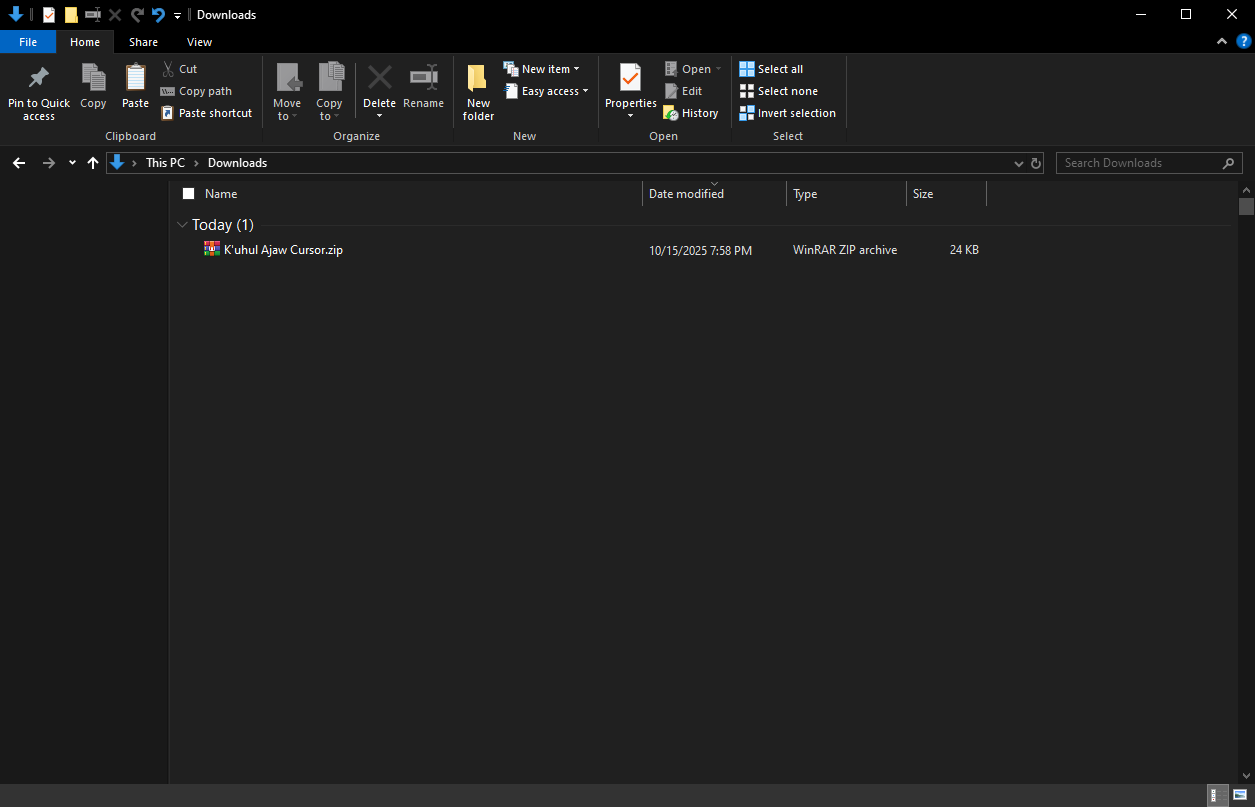 Downloads
File Home Share View
Pin to Quick access
Copy
Paste
Cut
Copy path
Paste shortcut
Clipboard
Move to
Copy to
Delete
Rename
Organize
New folder
New item
Easy access
New
Properties
Open
Edit
History
Open
Select all
Select none
Invert selection
Select
This PC > Downloads
Search Downloads
Name Date modified Type Size
Today (1)
K'uhul Ajaw Cursor.zip 10/15/2025 7:58 PM WinRAR ZIP archive 24 KB